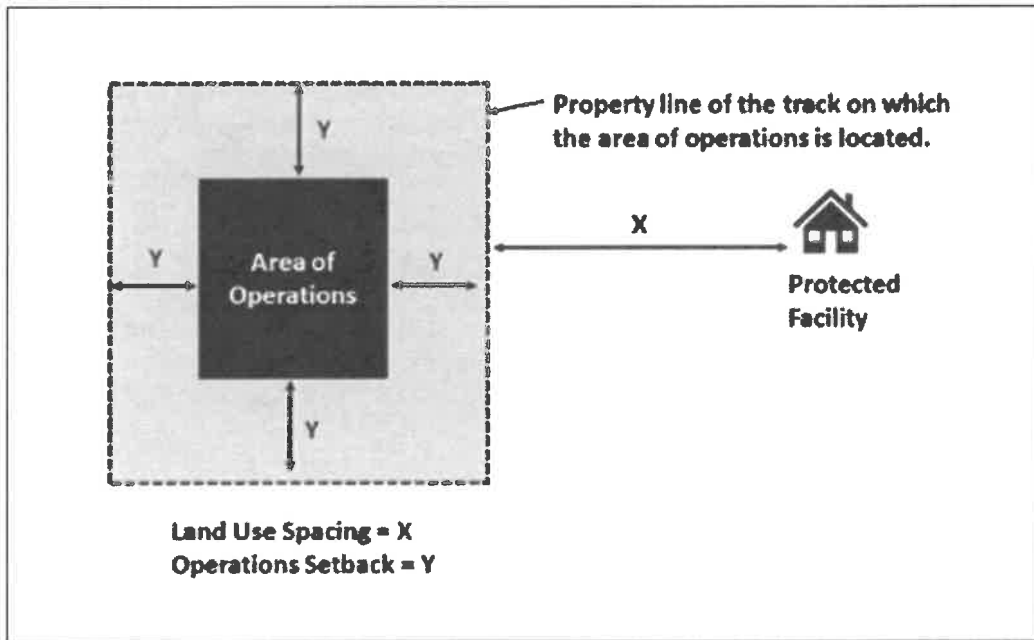 Y
Property line of the track on which
the area of operations is located.
X
Y
Area of
Operations
Y
Protected
Facility
Y
Land Use Spacing = X
Operations Setback = Y